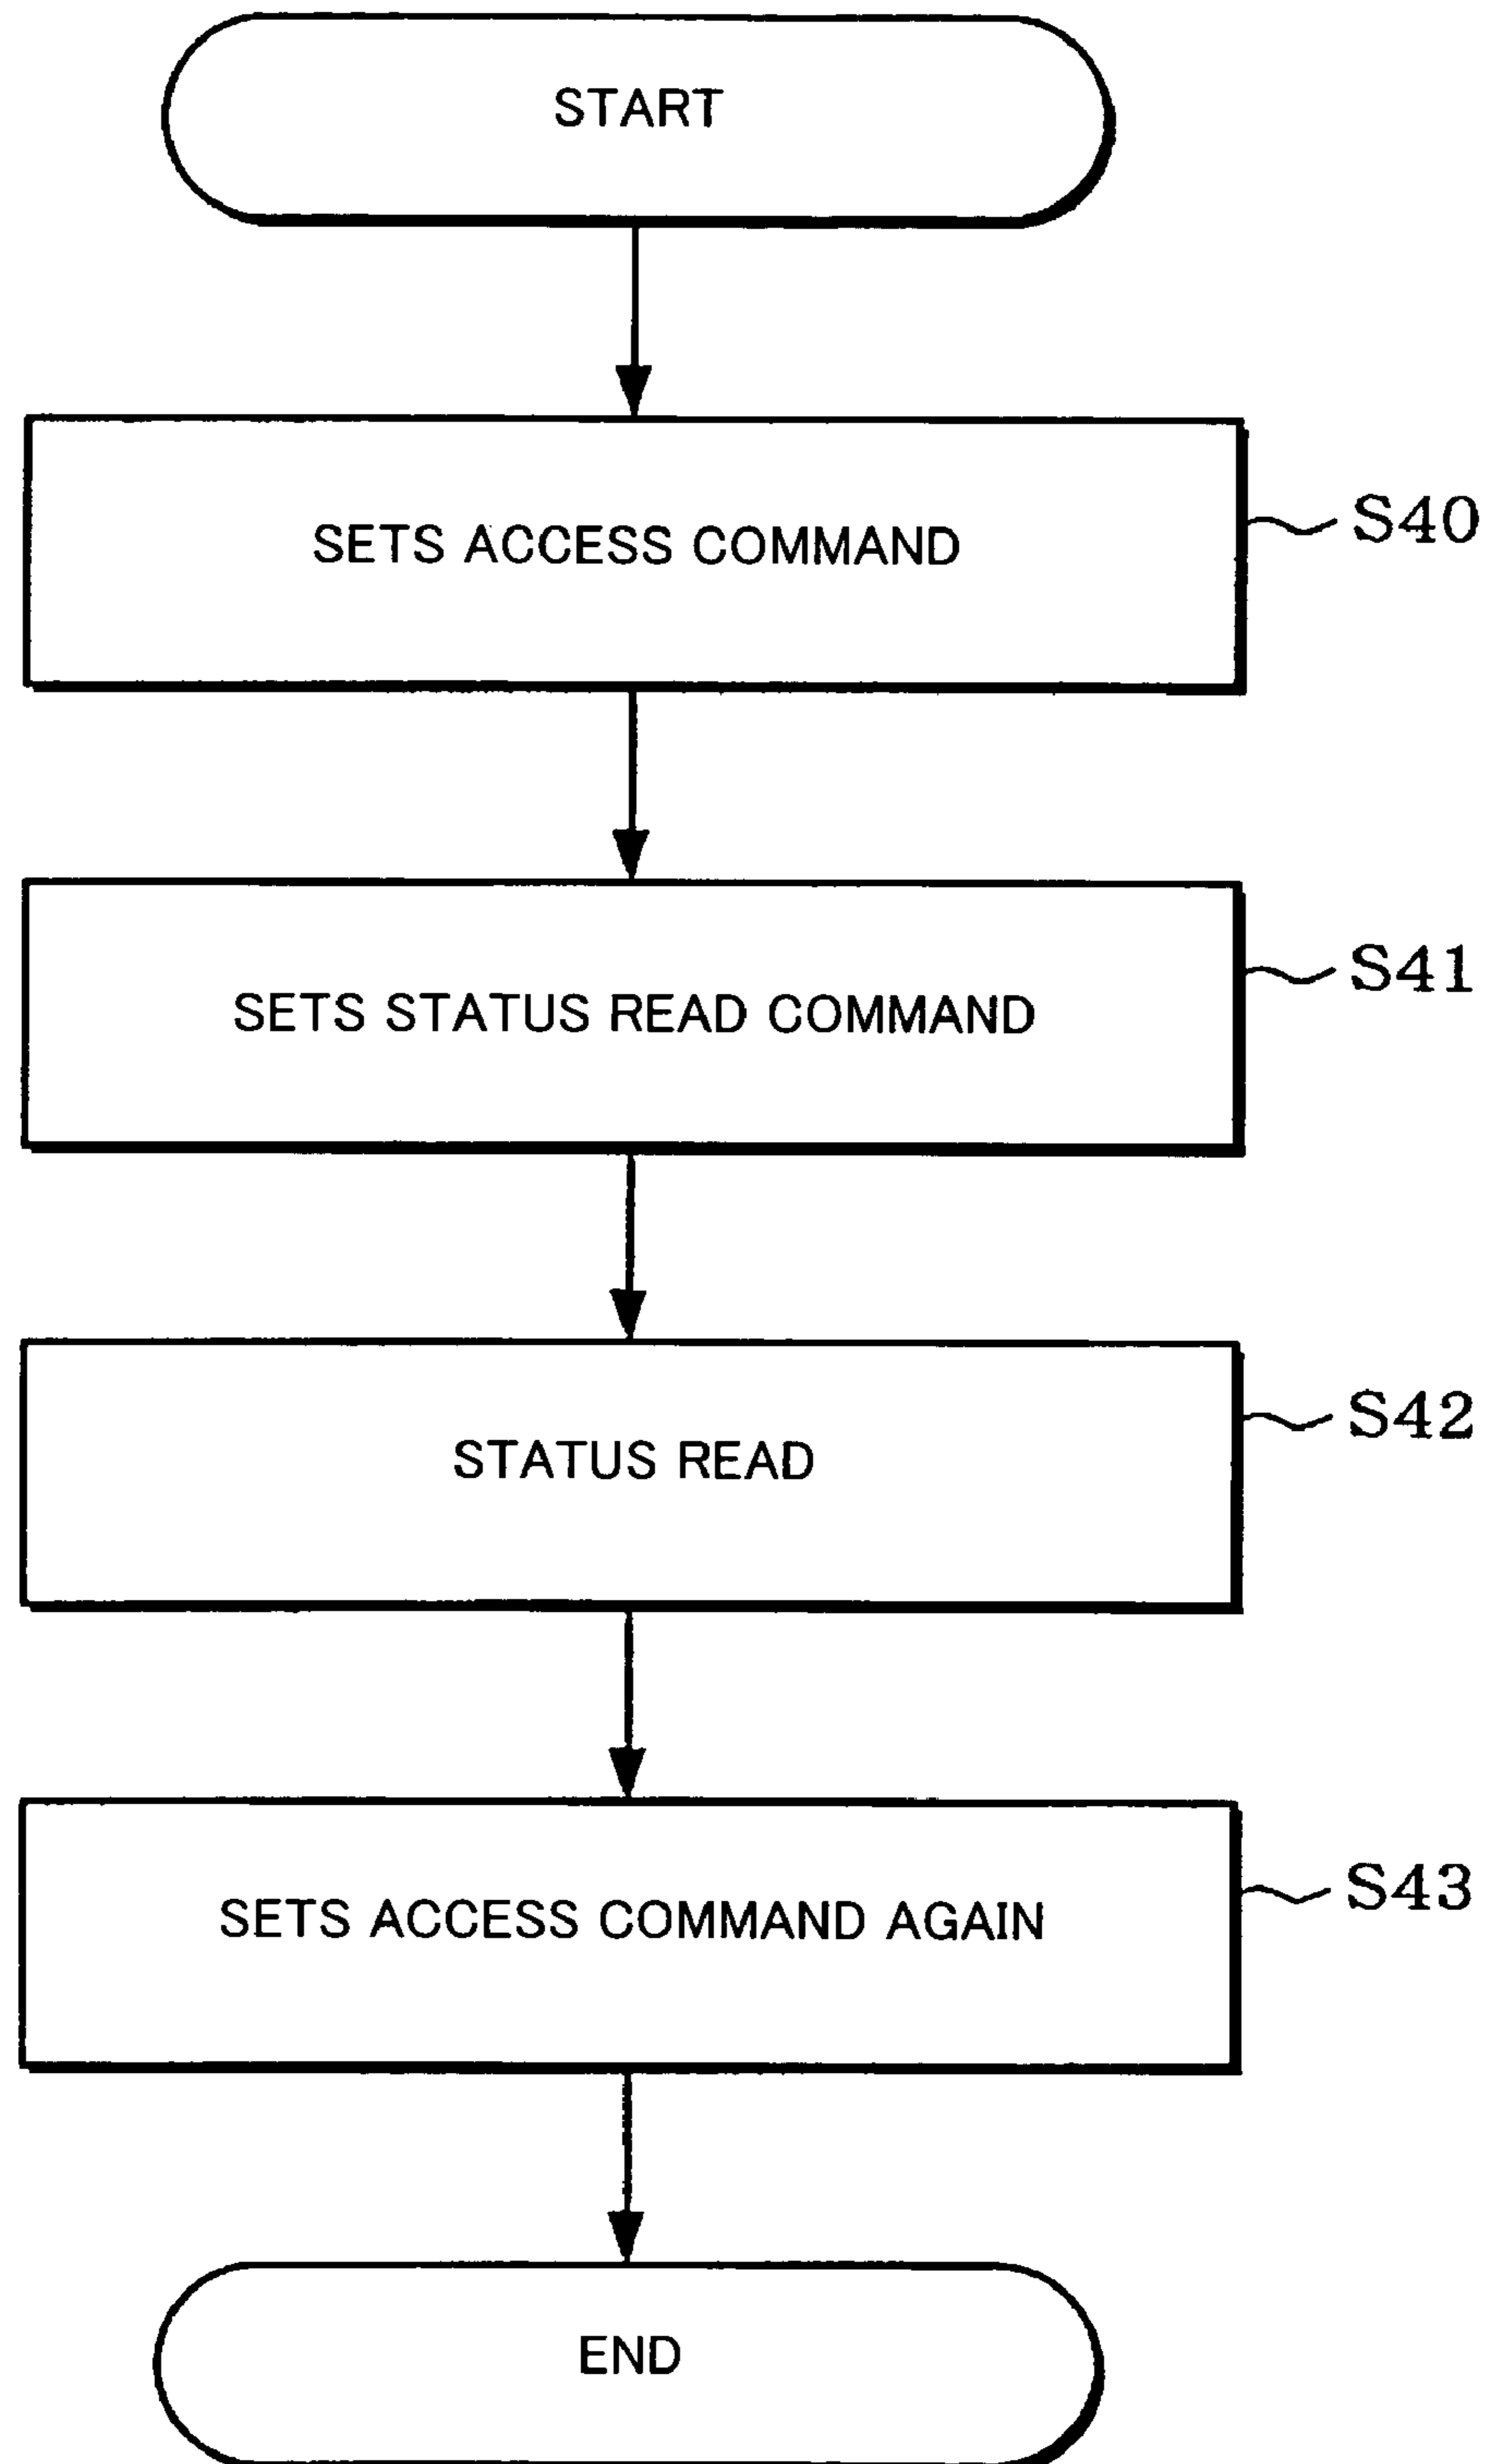 START
SETS ACCESS COMMAND
S40
SETS STATUS READ COMMAND
S41
STATUS READ
S42
SETS ACCESS COMMAND AGAIN
S43
END